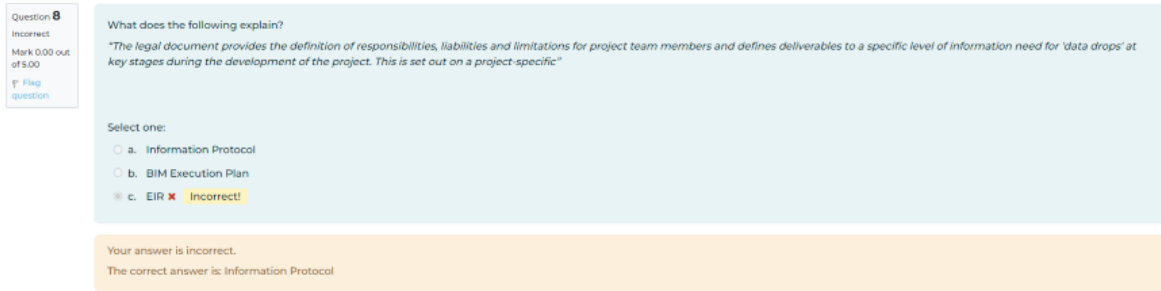 Question 8
Incorrect
Mark 0.00 out
of 5.00
Flag
question
What does the following explain?
"The legal document provides the definition of responsibilities, liabilities and limitations for project team members and defines deliverables to a specific level of information need for 'data drops' at
key stages during the development of the project. This is set out on a project-specific"
Select one:
a. Information Protocol
b. BIM Execution Plan
c. EIR ✖ Incorrect!
Your answer is incorrect.
The correct answer is: Information Protocol